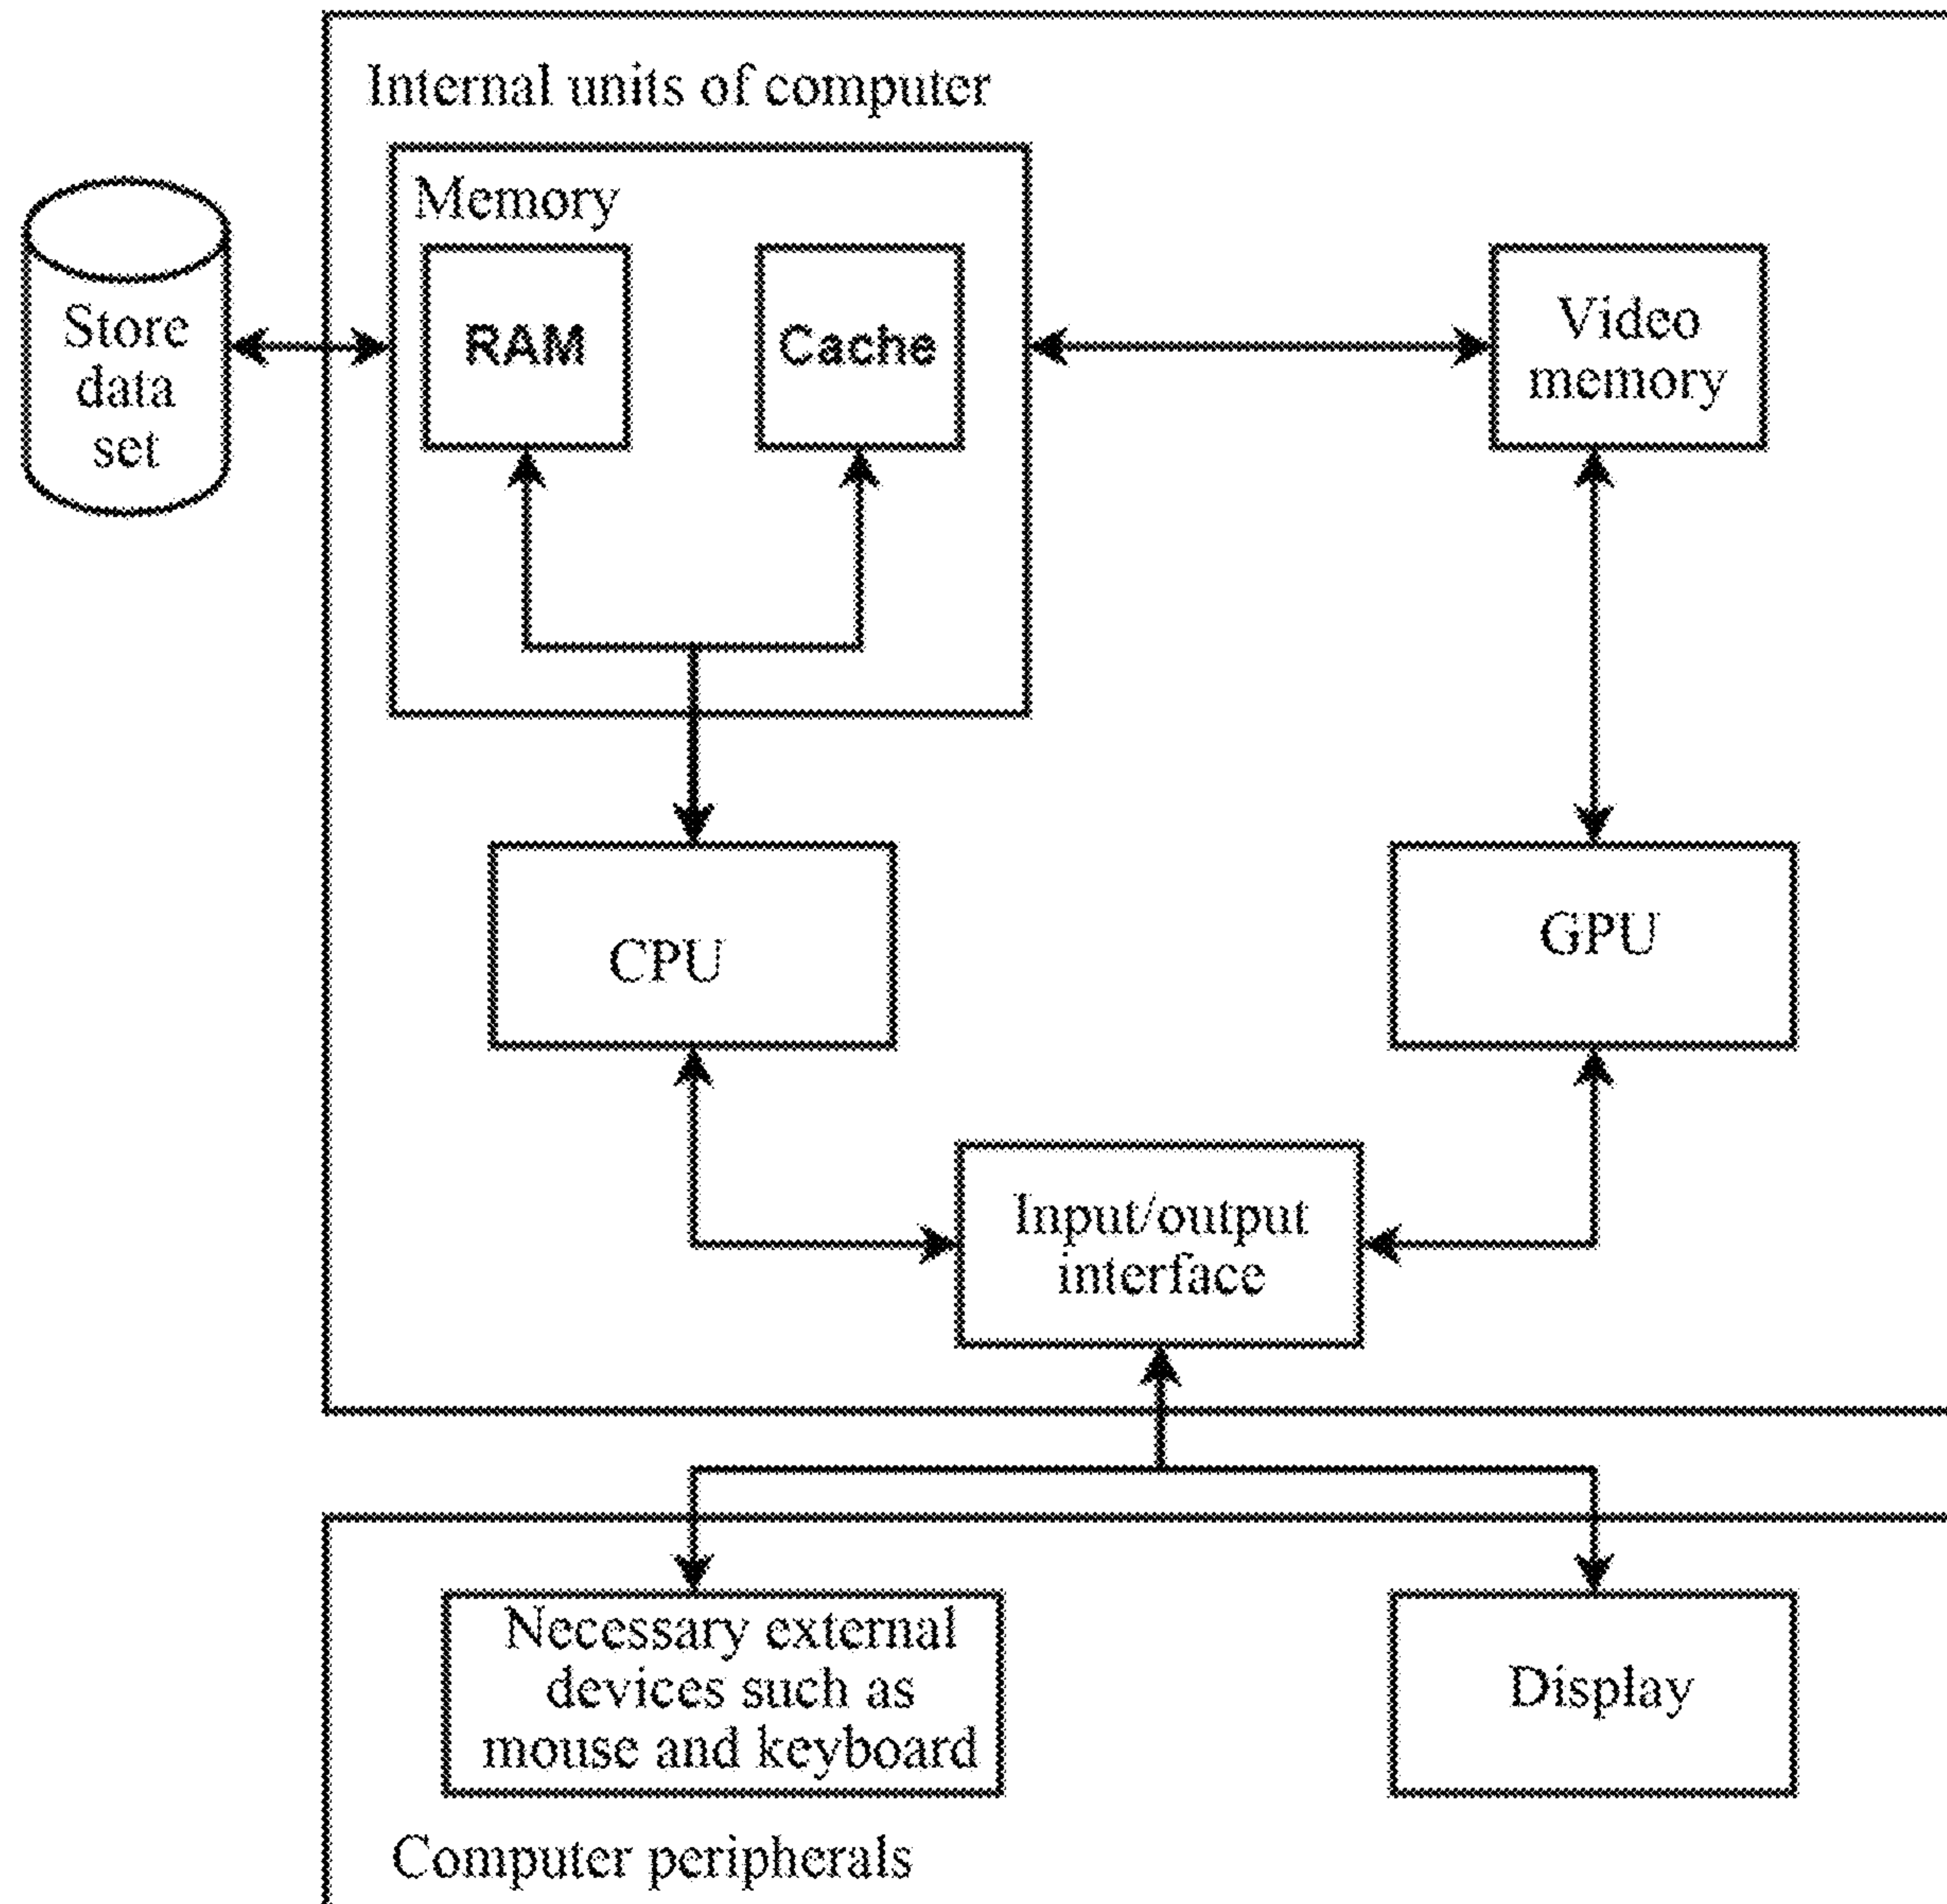 Internal units of computer
Memory
Store
data
set
RAM
Cache
Video
memory
CPU
GPU
Input/output
interface
Necessary external
devices such as
mouse and keyboard
Display
Computer peripherals